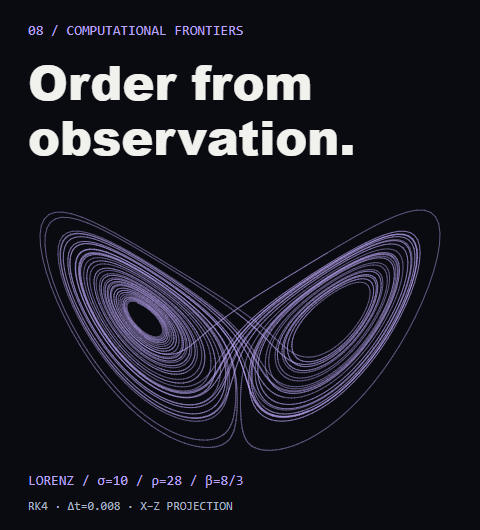 08 / COMPUTATIONAL FRONTIERS
Order from
observation.
LORENZ / σ=10 / ρ=28 / β=8/3
RK4 · Δt=0.008 · X–Z PROJECTION